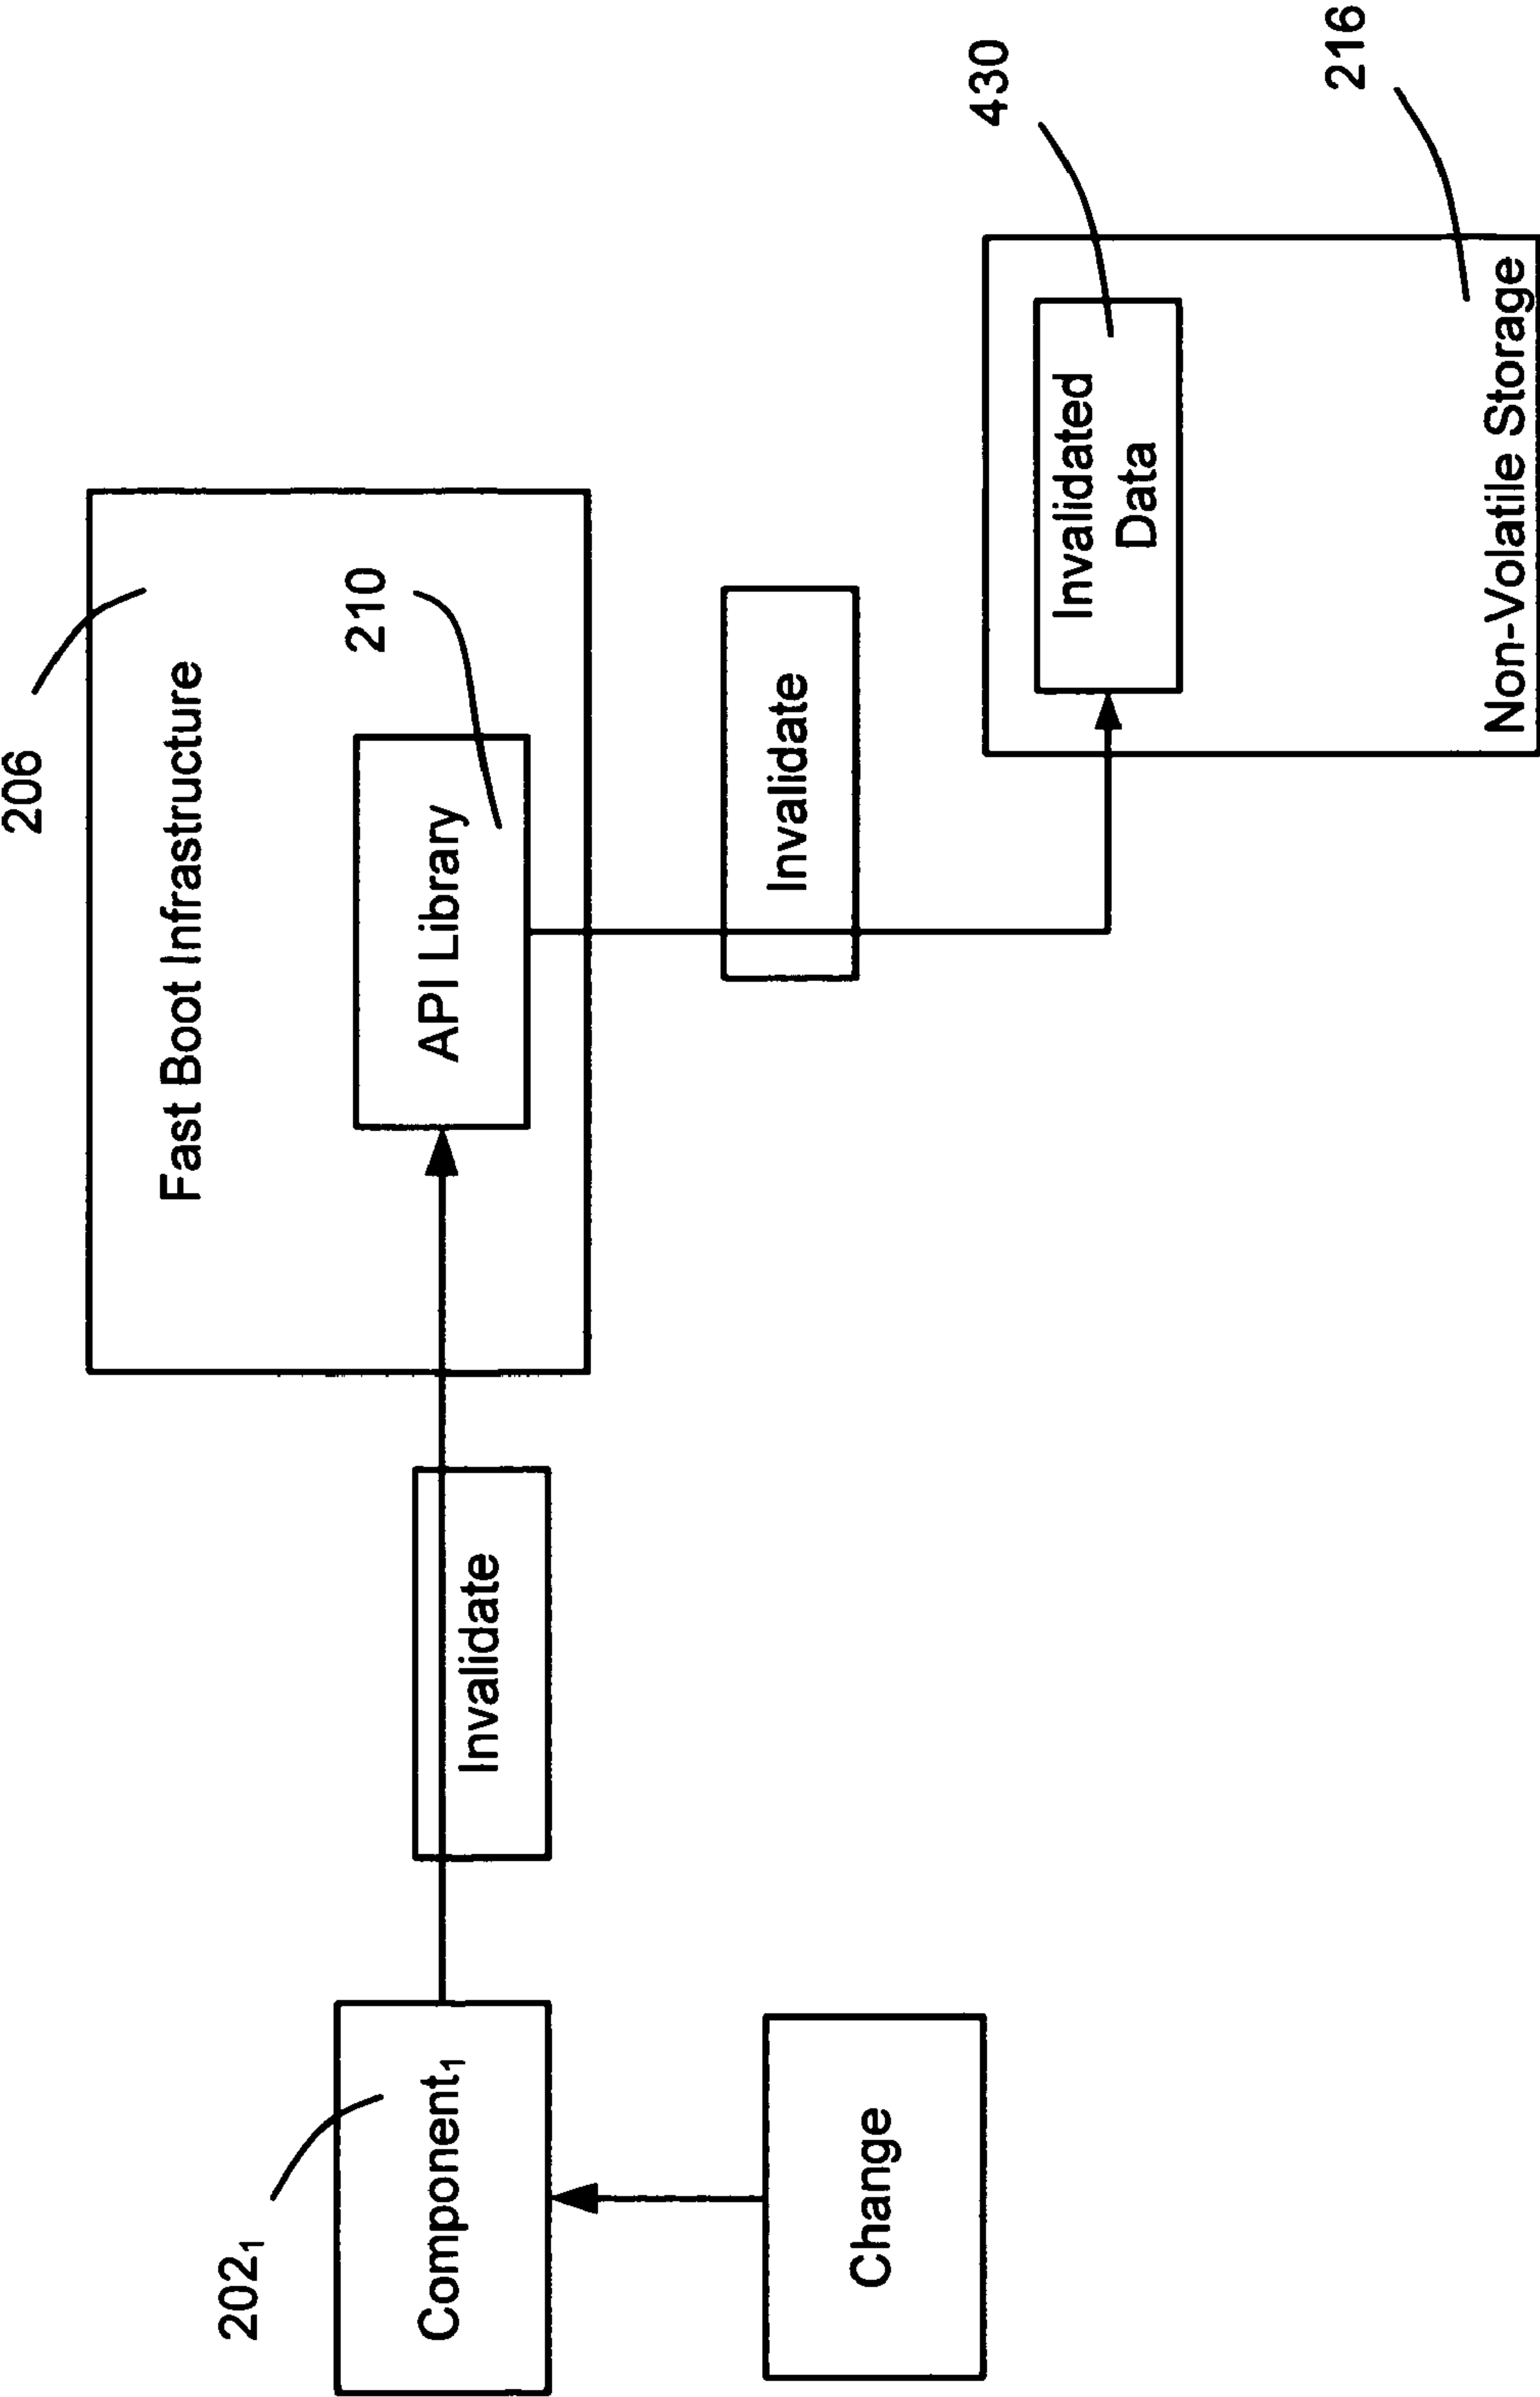 206
Fast Boot Infrastructure
202₁
210
Component₁
Invalidate
API Library
Change
Invalidate
430
Invalidated
Data
216
Non-Volatile Storage